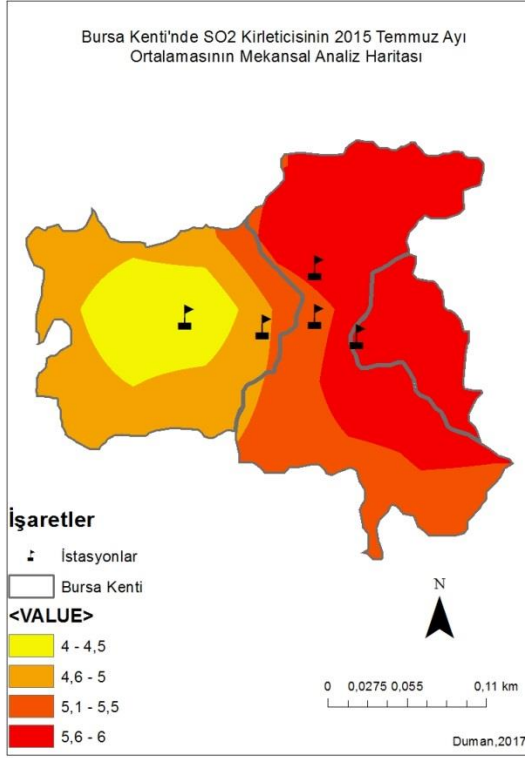 Bursa Kenti'nde SO2 Kirleticisinin 2015 Temmuz Ayı
Ortalamasının Mekansal Analiz Haritası
İşaretler
İstasyonlar
Bursa Kenti
<VALUE>
4 - 4,5
4,6 - 5
5,1 - 5,5
5,6 - 6
N
0 0,0275 0,055 0,11 km
Duman,2017